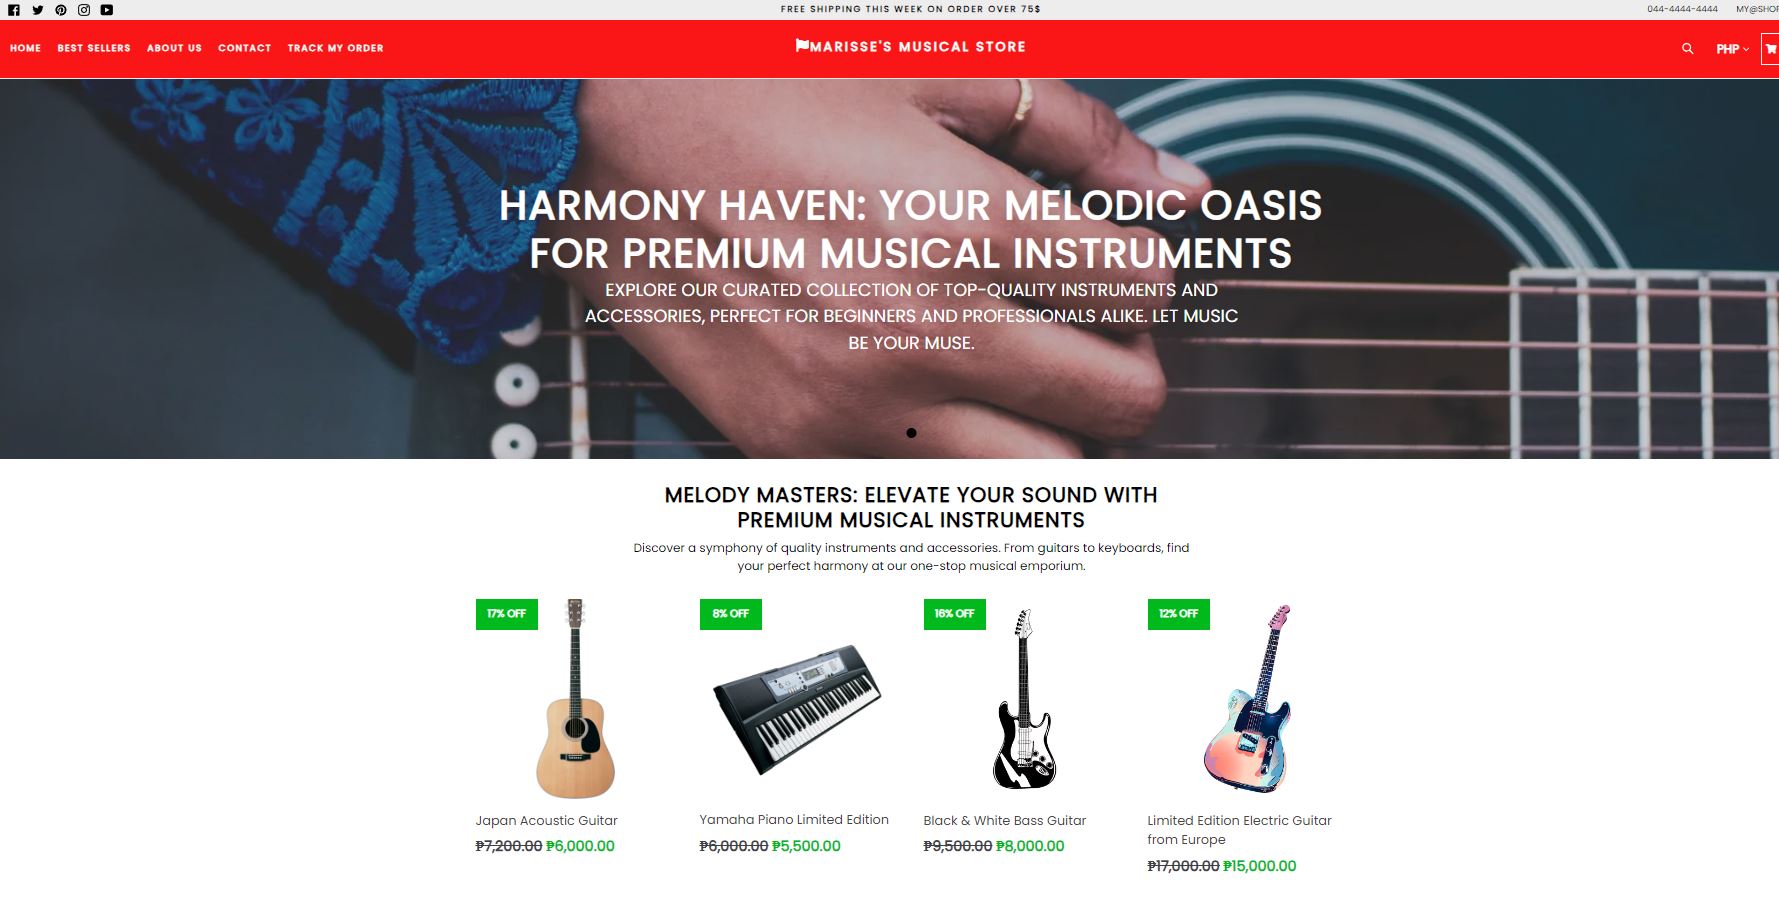 FREE SHIPPING THIS WEEK ON ORDER OVER 75$
044-4444-4444
HOME BEST SELLERS ABOUT US CONTACT TRACK MY ORDER
MARISSE'S MUSICAL STORE
PHP
HARMONY HAVEN: YOUR MELODIC OASIS
FOR PREMIUM MUSICAL INSTRUMENTS
EXPLORE OUR CURATED COLLECTION OF TOP-QUALITY INSTRUMENTS AND
ACCESSORIES, PERFECT FOR BEGINNERS AND PROFESSIONALS ALIKE. LET MUSIC
BE YOUR MUSE.
MELODY MASTERS: ELEVATE YOUR SOUND WITH
PREMIUM MUSICAL INSTRUMENTS
Discover a symphony of quality instruments and accessories. From guitars to keyboards, find
your perfect harmony at our one-stop musical emporium.
17% OFF
Japan Acoustic Guitar
₱7,200.00 ₱6,000.00
8% OFF
Yamaha Piano Limited Edition
₱6,000.00 ₱5,500.00
16% OFF
Black & White Bass Guitar
₱9,500.00 ₱8,000.00
12% OFF
Limited Edition Electric Guitar
from Europe
₱17,000.00 ₱15,000.00